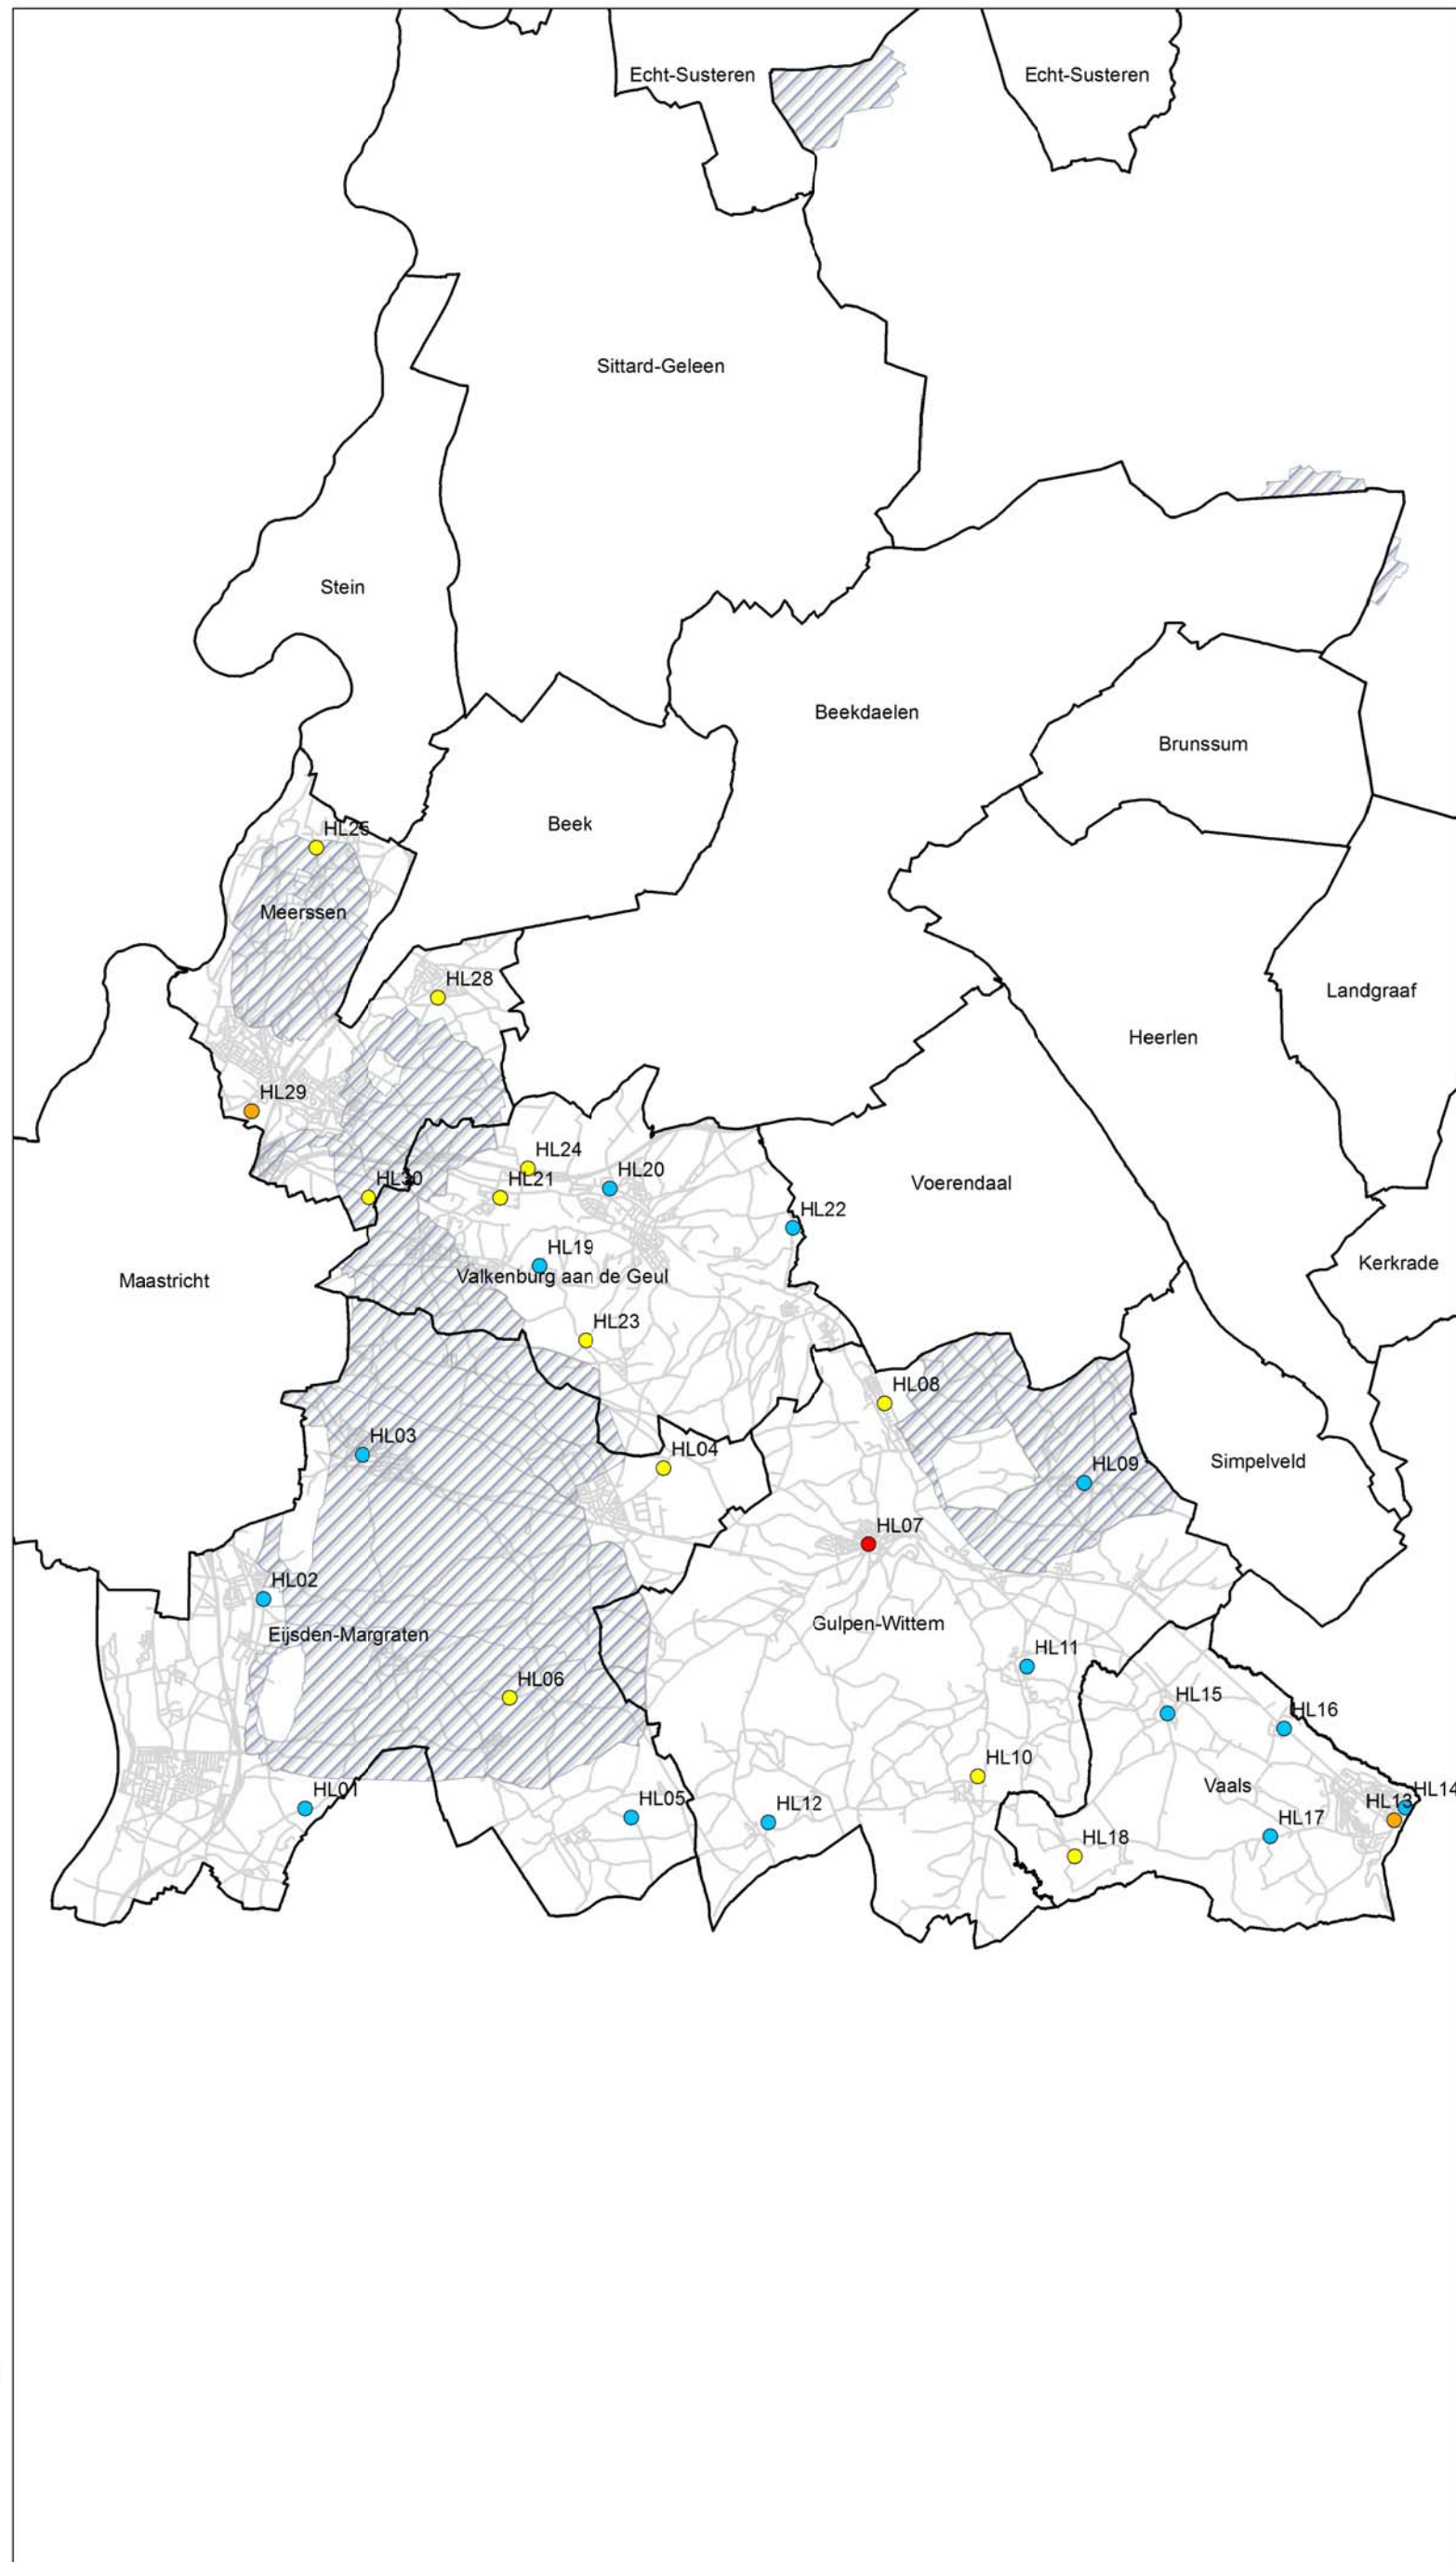 Echt-Susteren
Echt-Susteren
Sittard-Geleen
Stein
Beekdaelen
Brunssum
Beek
HL25
Meerssen
HL28
Landgraaf
Heerlen
HL29
HL24
HL30
HL21
HL20
Voerendaal
HL22
HL19
Kerkrade
Maastricht
Valkenburg aan de Geul
HL23
HL08
HL03
HL04
HL09
Simpelveld
HL07
HL02
Gulpen-Wittem
Eijsden-Margraten
HL11
HL06
HL15
HL16
HL10
Vaals
HL14
HL01
HL05
HL12
HL13
HL17
HL18